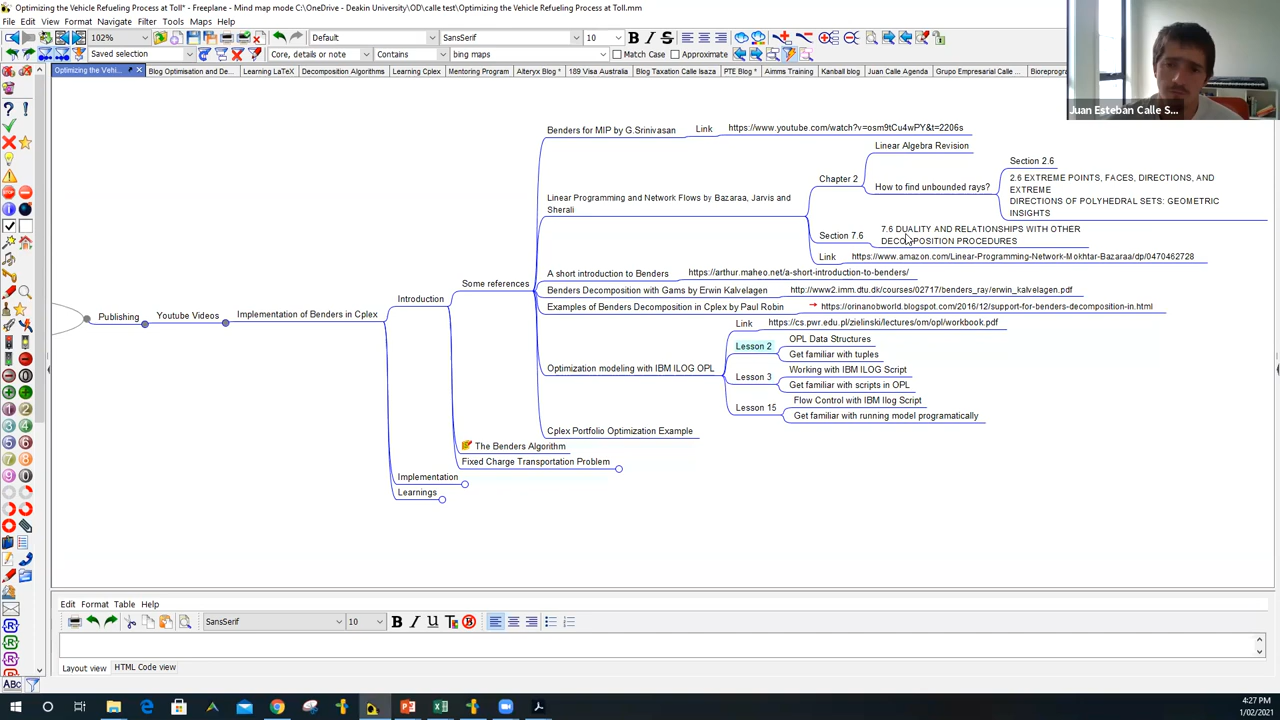 Optimizing the Vehicle Refueling Process at Toll* - Freeplane - Mind map mode C:\OneDrive - Deakin University\OD\calle test\Optimizing the Vehicle Refueling Process at Toll.mm
File Edit View Format Navigate Filter Tools Maps Help
102% Default SansSerif 10
Saved selection Core, details or note Contains bing maps Match Case Approximate
Optimizing the Vehi... Blog Optimisation and De... Learning LaTeX Decomposition Algorithms Learning Cplex Mentoring Program Alteryx Blog * 189 Visa Australia Blog Taxation Calle Isaza PTE Blog * Aimms Training Kanball blog Juan Calle Agenda Grupo Empresarial Calle ... Bioreprog
Juan Esteban Calle S...
Benders for MIP by G.Srinivasan Link https://www.youtube.com/watch?v=osm9tCu4wPY&t=2206s
Linear Algebra Revision
Section 2.6
Chapter 2
How to find unbounded rays?
2.6 EXTREME POINTS, FACES, DIRECTIONS, AND
EXTREME
DIRECTIONS OF POLYHEDRAL SETS: GEOMETRIC
INSIGHTS
Linear Programming and Network Flows by Bazaraa, Jarvis and
Sherali
Section 7.6
7.6 DUALITY AND RELATIONSHIPS WITH OTHER
DECOMPOSITION PROCEDURES
Link https://www.amazon.com/Linear-Programming-Network-Mokhtar-Bazaraa/dp/0470462728
A short introduction to Benders https://arthur.maheo.net/a-short-introduction-to-benders/
Some references
Benders Decomposition with Gams by Erwin Kalvelagen http://www2.imm.dtu.dk/courses/02717/benders_ray/erwin_kalvelagen.pdf
Introduction
Examples of Benders Decomposition in Cplex by Paul Robin https://orinanobworld.blogspot.com/2016/12/support-for-benders-decomposition-in.html
Publishing Youtube Videos Implementation of Benders in Cplex
Link https://cs.pwr.edu.pl/zielinski/lectures/om/opl/workbook.pdf
Lesson 2
OPL Data Structures
Get familiar with tuples
Optimization modeling with IBM ILOG OPL
Lesson 3
Working with IBM ILOG Script
Get familiar with scripts in OPL
Lesson 15
Flow Control with IBM Ilog Script
Get familiar with running model programatically
Cplex Portfolio Optimization Example
The Benders Algorithm
Fixed Charge Transportation Problem
Implementation
Learnings
Edit Format Table Help
SansSerif 10
Layout view HTML Code view
4:27 PM
1/02/2021